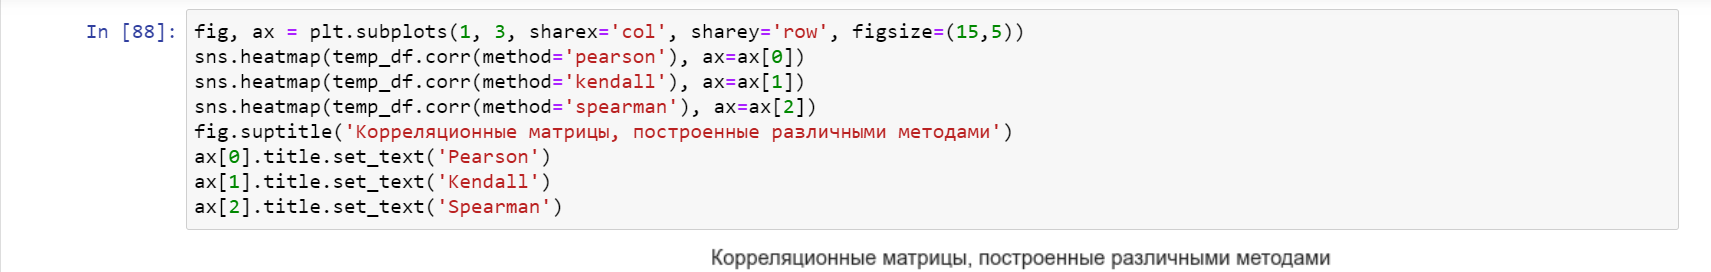 In [88]: fig, ax = plt.subplots(1, 3, sharex='col', sharey='row', figsize=(15,5))
sns.heatmap(temp_df.corr(method='pearson'), ax=ax[0])
sns.heatmap(temp_df.corr(method='kendall'), ax=ax[1])
sns.heatmap(temp_df.corr(method='spearman'), ax=ax[2])
fig.suptitle('Корреляционные матрицы, построенные различными методами')
ax[0].title.set_text('Pearson')
ax[1].title.set_text('Kendall')
ax[2].title.set_text('Spearman')
Корреляционные матрицы, построенные различными методами